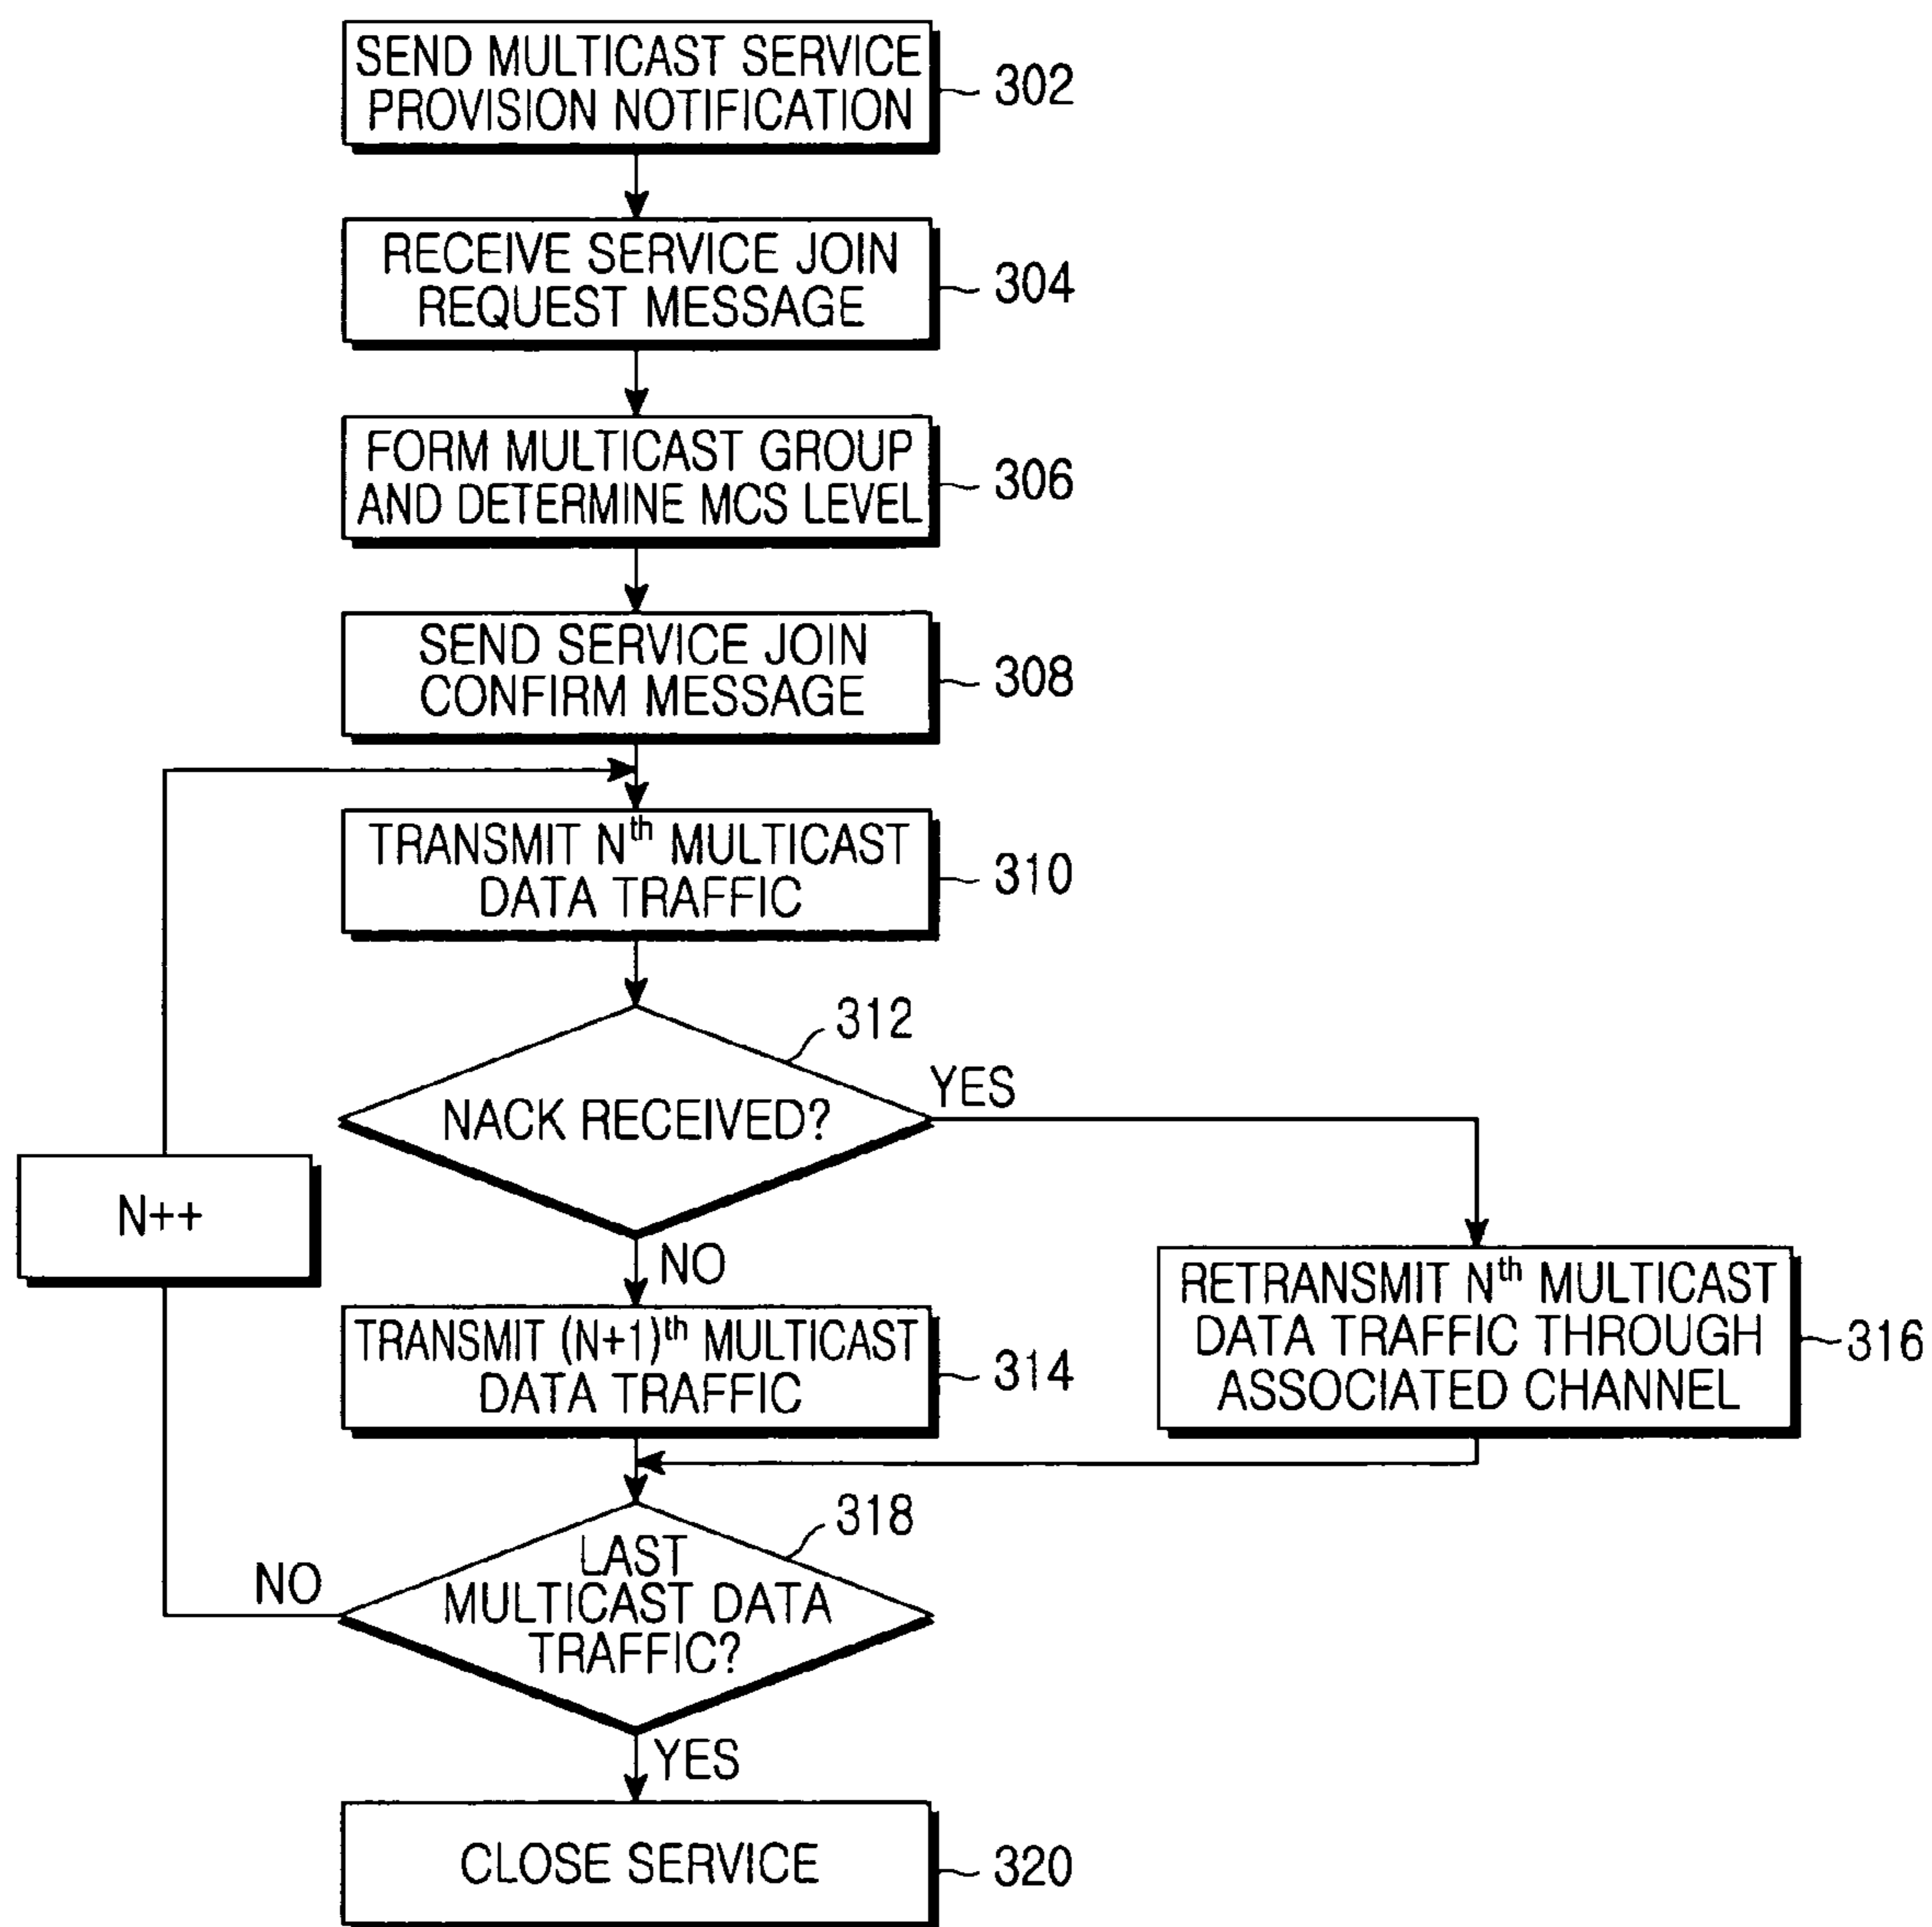 SEND MULTICAST SERVICE
PROVISION NOTIFICATION
302
RECEIVE SERVICE JOIN
REQUEST MESSAGE
304
FORM MULTICAST GROUP
AND DETERMINE MCS LEVEL
306
SEND SERVICE JOIN
CONFIRM MESSAGE
308
TRANSMIT Nth MULTICAST
DATA TRAFFIC
310
312
NACK RECEIVED?
YES
NO
N++
TRANSMIT (N+1)th MULTICAST
DATA TRAFFIC
314
RETRANSMIT Nth MULTICAST
DATA TRAFFIC THROUGH
ASSOCIATED CHANNEL
316
318
LAST
MULTICAST DATA
TRAFFIC?
NO
YES
CLOSE SERVICE
320